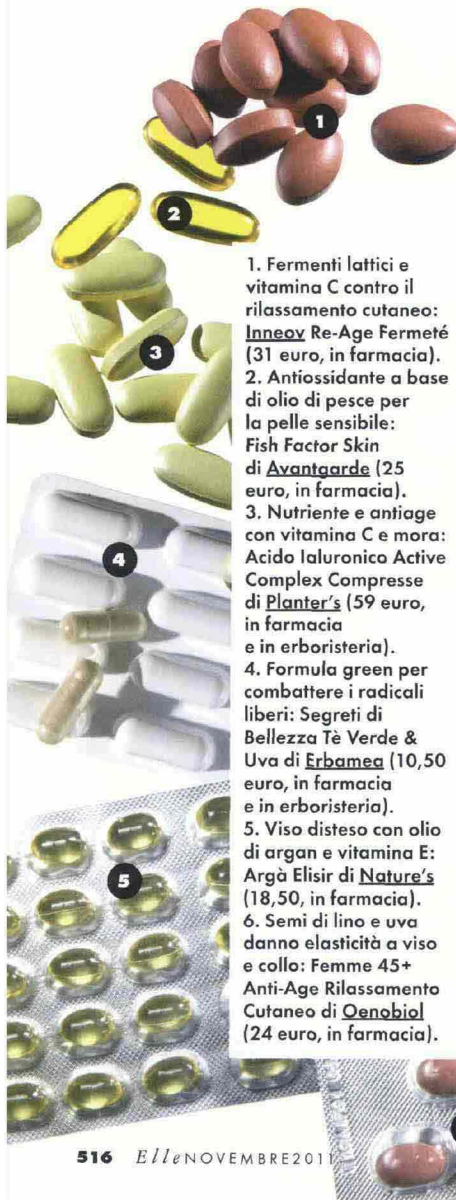 1
2
3
4
5
1. Fermenti lattici e
vitamina C contro il
rilassamento cutaneo:
Inneov Re-Age Fermeté
(31 euro, in farmacia).
2. Antiossidante a base
di olio di pesce per
la pelle sensibile:
Fish Factor Skin
di Avantgarde (25
euro, in farmacia).
3. Nutriente e antiage
con vitamina C e mora:
Acido Ialuronico Active
Complex Compresse
di Planter's (59 euro,
in farmacia
e in erboristeria).
4. Formula green per
combattere i radicali
liberi: Segreti di
Bellezza Tè Verde &
Uva di Erbamea (10,50
euro, in farmacia
e in erboristeria).
5. Viso disteso con olio
di argan e vitamina E:
Argà Elisir di Nature's
(18,50, in farmacia).
6. Semi di lino e uva
danno elasticità a viso
e collo: Femme 45+
Anti-Age Rilassamento
Cutaneo di Oenobiol
(24 euro, in farmacia).
516 Elle NOVEMBRE2011